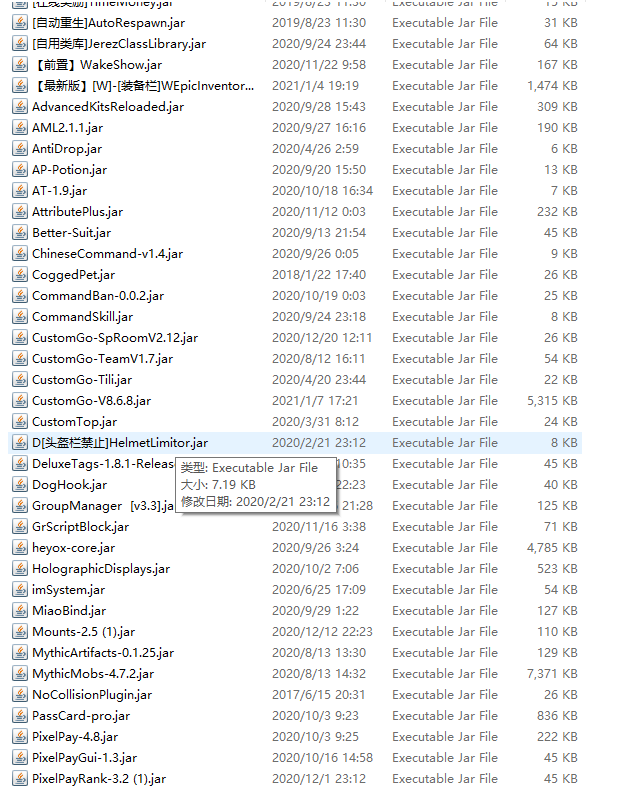 [在线奖励]TimeMoney.jar 2019/8/23 11:30 Executable Jar File 15 KB
[自动重生]AutoRespawn.jar 2019/8/23 11:30 Executable Jar File 31 KB
[自用类库]JerezClassLibrary.jar 2020/9/24 23:44 Executable Jar File 64 KB
【前置】WakeShow.jar 2020/11/22 9:58 Executable Jar File 167 KB
【最新版】[W]-[装备栏]WEpicInventor... 2021/1/4 19:19 Executable Jar File 1,474 KB
AdvancedKitsReloaded.jar 2020/9/28 15:43 Executable Jar File 309 KB
AML2.1.1.jar 2020/9/27 16:16 Executable Jar File 190 KB
AntiDrop.jar 2020/4/26 2:59 Executable Jar File 6 KB
AP-Potion.jar 2020/9/20 15:50 Executable Jar File 13 KB
AT-1.9.jar 2020/10/18 16:34 Executable Jar File 7 KB
AttributePlus.jar 2020/11/12 0:03 Executable Jar File 232 KB
Better-Suit.jar 2020/9/13 21:54 Executable Jar File 45 KB
ChineseCommand-v1.4.jar 2020/9/26 0:05 Executable Jar File 9 KB
CoggedPet.jar 2018/1/22 17:40 Executable Jar File 26 KB
CommandBan-0.0.2.jar 2020/10/19 0:03 Executable Jar File 25 KB
CommandSkill.jar 2020/9/24 23:18 Executable Jar File 8 KB
CustomGo-SpRoomV2.12.jar 2020/12/20 12:11 Executable Jar File 26 KB
CustomGo-TeamV1.7.jar 2020/8/12 16:11 Executable Jar File 54 KB
CustomGo-Tili.jar 2020/4/20 23:44 Executable Jar File 22 KB
CustomGo-V8.6.8.jar 2021/1/7 17:21 Executable Jar File 5,315 KB
CustomTop.jar 2020/3/31 8:12 Executable Jar File 24 KB
D[头盔栏禁止]HelmetLimitor.jar 2020/2/21 23:12 Executable Jar File 8 KB
DeluxeTags-1.8.1-Release 10:35 Executable Jar File 45 KB
类型: Executable Jar File
DogHook.jar 22:23 Executable Jar File 40 KB
大小: 7.19 KB
GroupManager [v3.3].ja 21:28 Executable Jar File 125 KB
修改日期: 2020/2/21 23:12
GrScriptBlock.jar 2020/11/16 3:38 Executable Jar File 71 KB
heyox-core.jar 2020/9/26 3:24 Executable Jar File 4,785 KB
HolographicDisplays.jar 2020/10/2 7:06 Executable Jar File 523 KB
imSystem.jar 2020/6/25 17:09 Executable Jar File 54 KB
MiaoBind.jar 2020/9/29 1:22 Executable Jar File 127 KB
Mounts-2.5 (1).jar 2020/12/12 22:23 Executable Jar File 110 KB
MythicArtifacts-0.1.25.jar 2020/8/13 13:30 Executable Jar File 129 KB
MythicMobs-4.7.2.jar 2020/8/13 14:32 Executable Jar File 7,371 KB
NoCollisionPlugin.jar 2017/6/15 20:31 Executable Jar File 26 KB
PassCard-pro.jar 2020/10/3 9:23 Executable Jar File 836 KB
PixelPay-4.8.jar 2020/10/3 9:25 Executable Jar File 222 KB
PixelPayGui-1.3.jar 2020/10/16 14:58 Executable Jar File 45 KB
PixelPayRank-3.2 (1).jar 2020/12/1 23:12 Executable Jar File 45 KB